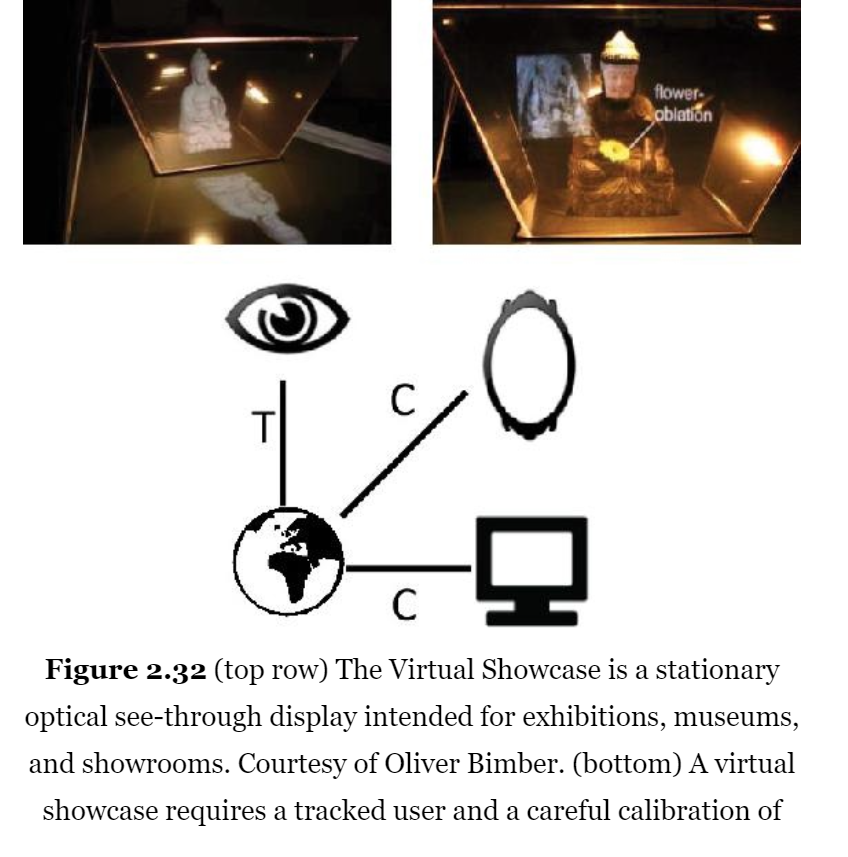 flower-
oblation
T
C
C
Figure 2.32 (top row) The Virtual Showcase is a stationary
optical see-through display intended for exhibitions, museums,
and showrooms. Courtesy of Oliver Bimber. (bottom) A virtual
showcase requires a tracked user and a careful calibration of